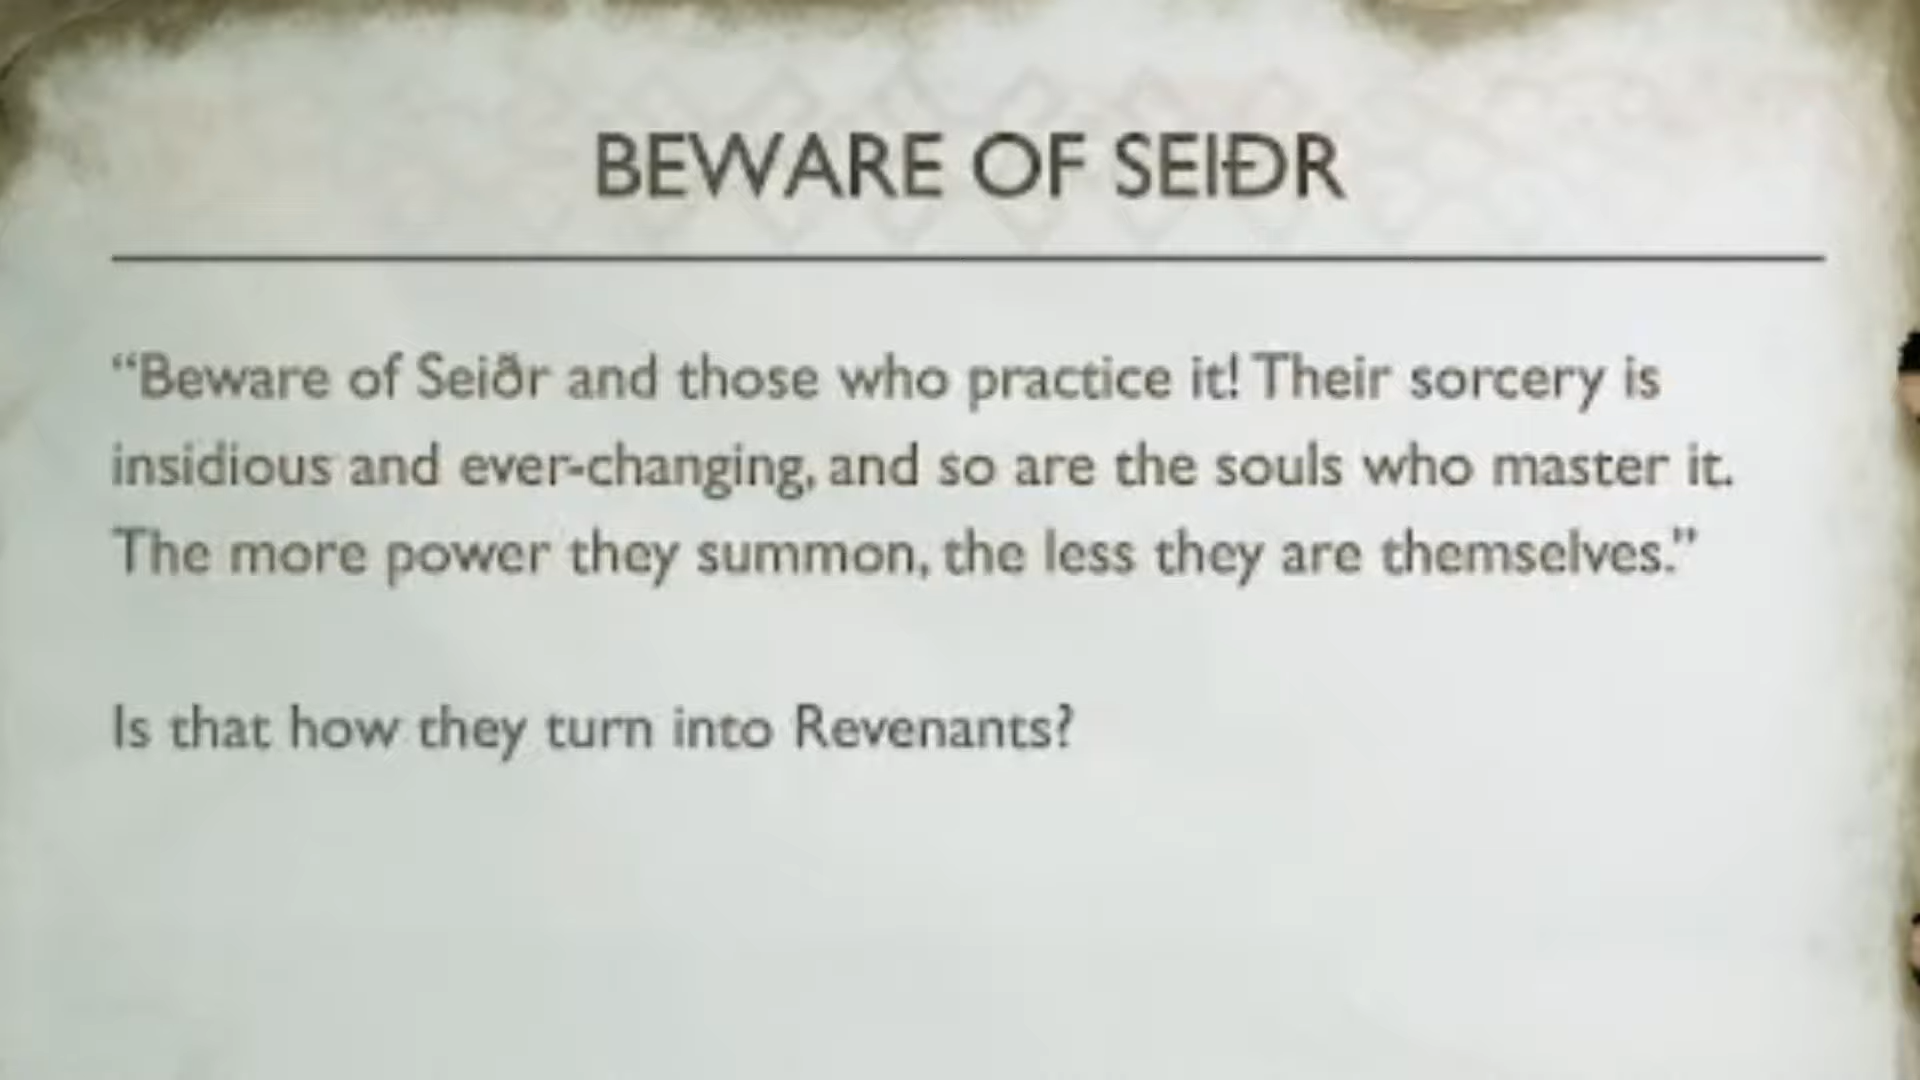 BEWARE OF SEIÐR
“Beware of Seiðr and those who practice it! Their sorcery is
insidious and ever-changing, and so are the souls who master it.
The more power they summon, the less they are themselves.”
Is that how they turn into Revenants?